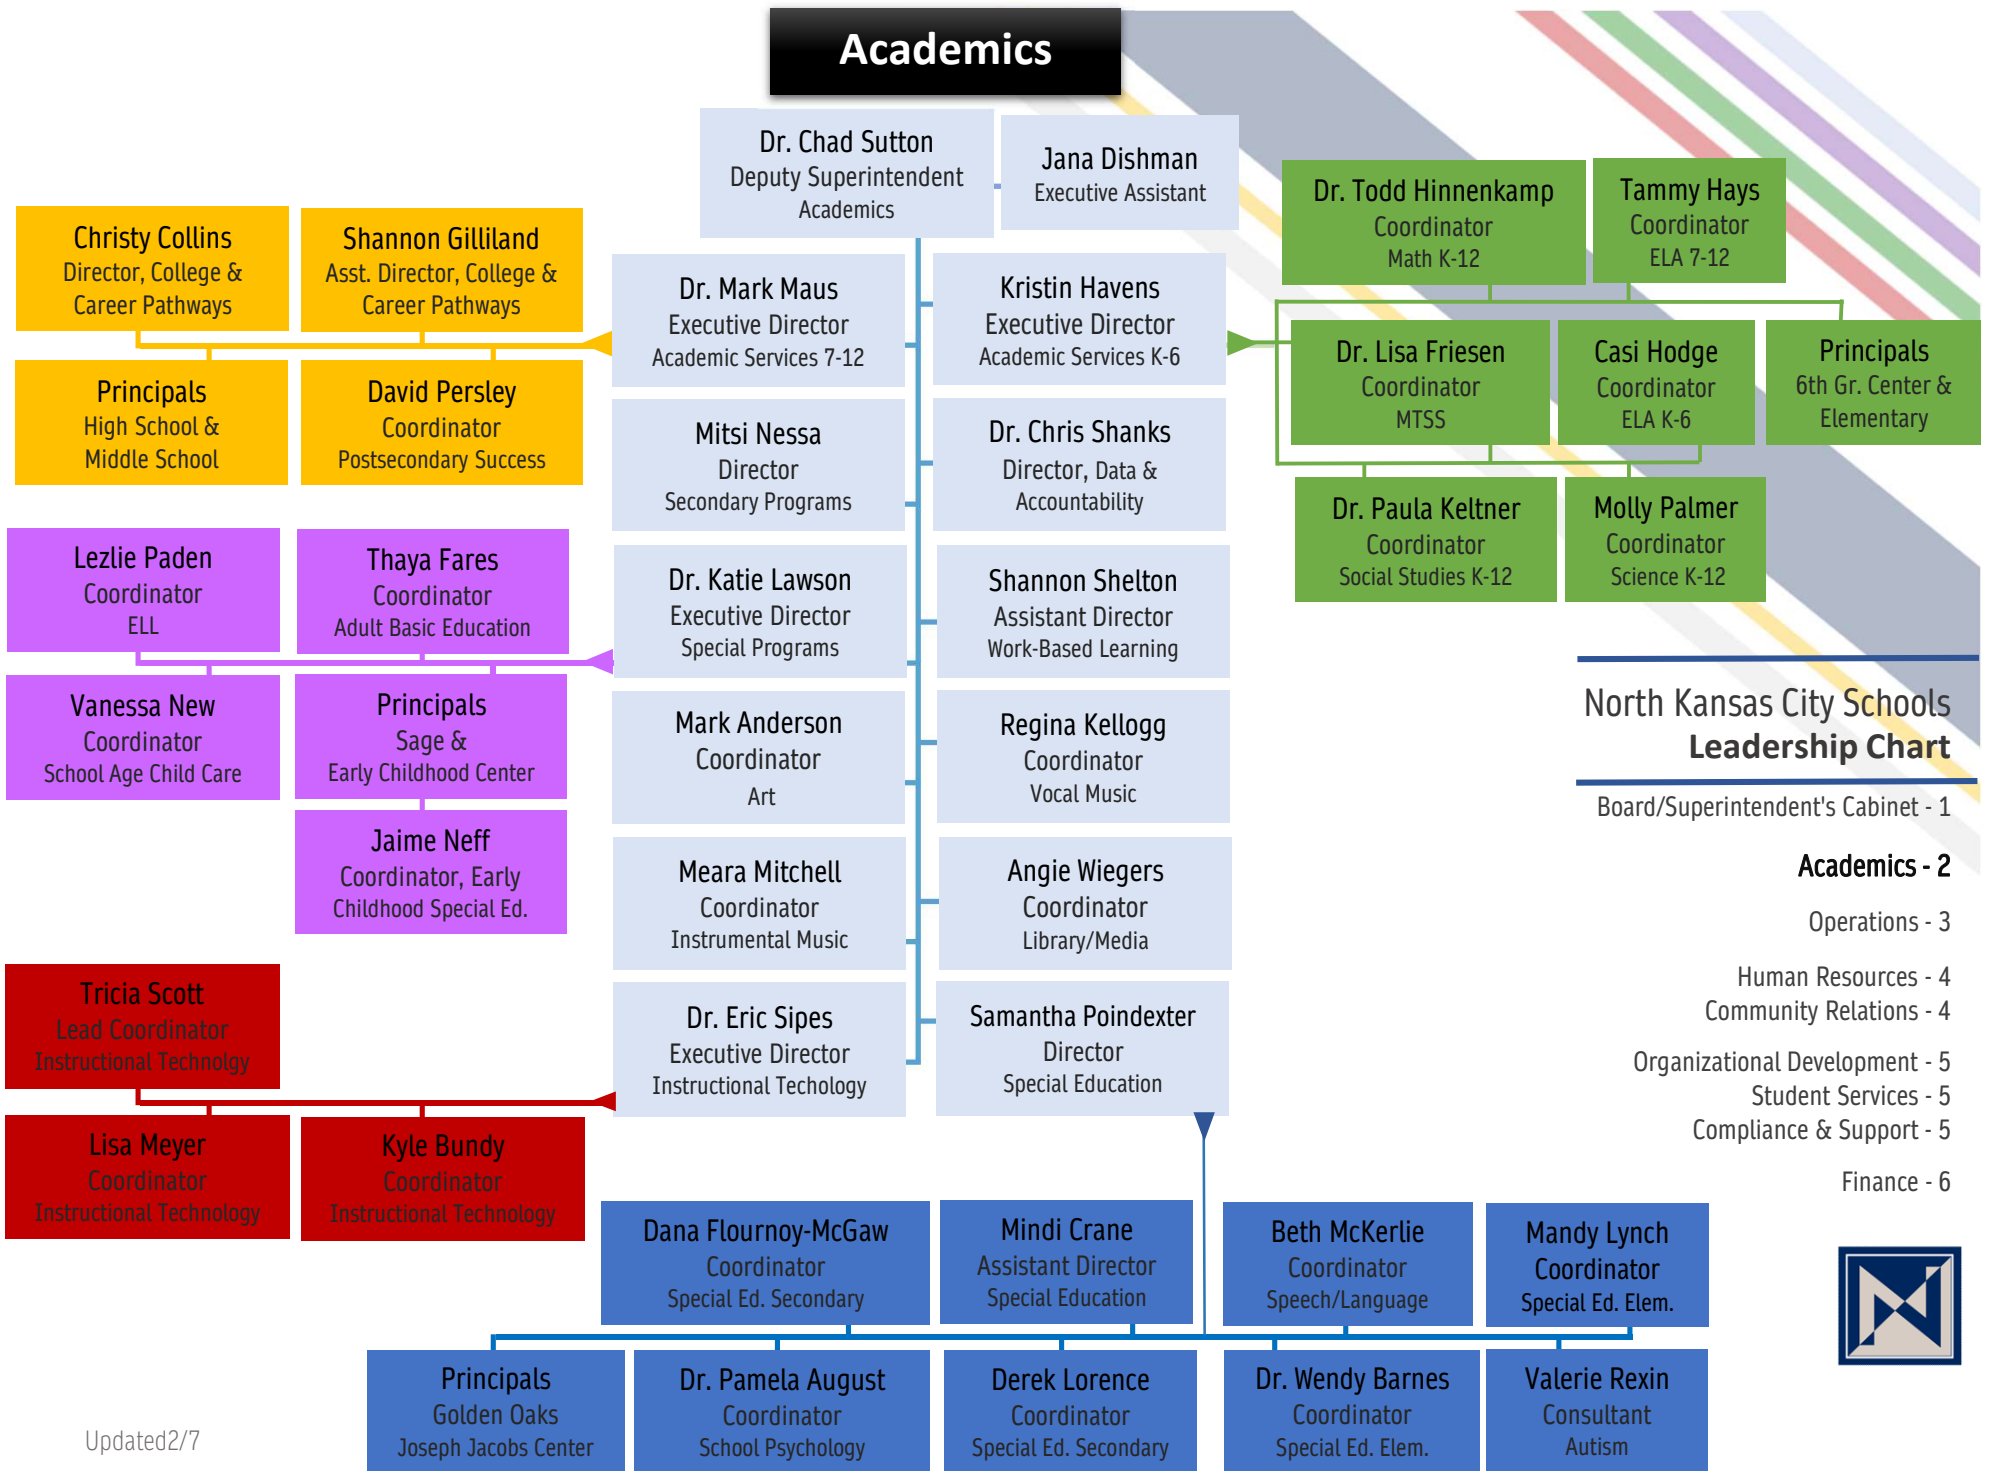 Academics
Dr. Chad Sutton
Deputy Superintendent
Academics
Jana Dishman
Executive Assistant
Christy Collins
Director, College &
Career Pathways
Shannon Gilliland
Asst. Director, College &
Career Pathways
Principals
High School &
Middle School
David Persley
Coordinator
Postsecondary Success
Dr. Mark Maus
Executive Director
Academic Services 7-12
Kristin Havens
Executive Director
Academic Services K-6
Dr. Todd Hinnenkamp
Coordinator
Math K-12
Tammy Hays
Coordinator
ELA 7-12
Dr. Lisa Friesen
Coordinator
MTSS
Casi Hodge
Coordinator
ELA K-6
Principals
6th Gr. Center &
Elementary
Dr. Paula Keltner
Coordinator
Social Studies K-12
Molly Palmer
Coordinator
Science K-12
Mitsi Nessa
Director
Secondary Programs
Dr. Chris Shanks
Director, Data &
Accountability
Lezlie Paden
Coordinator
ELL
Thaya Fares
Coordinator
Adult Basic Education
Vanessa New
Coordinator
School Age Child Care
Principals
Sage &
Early Childhood Center
Jaime Neff
Coordinator, Early
Childhood Special Ed.
Dr. Katie Lawson
Executive Director
Special Programs
Shannon Shelton
Assistant Director
Work-Based Learning
Mark Anderson
Coordinator
Art
Regina Kellogg
Coordinator
Vocal Music
Meara Mitchell
Coordinator
Instrumental Music
Angie Wiegers
Coordinator
Library/Media
Tricia Scott
Lead Coordinator
Instructional Technolgy
Lisa Meyer
Coordinator
Instructional Technology
Kyle Bundy
Coordinator
Instructional Technology
Dr. Eric Sipes
Executive Director
Instructional Techology
Samantha Poindexter
Director
Special Education
Dana Flournoy-McGaw
Coordinator
Special Ed. Secondary
Mindi Crane
Assistant Director
Special Education
Beth McKerlie
Coordinator
Speech/Language
Mandy Lynch
Coordinator
Special Ed. Elem.
Principals
Golden Oaks
Joseph Jacobs Center
Dr. Pamela August
Coordinator
School Psychology
Derek Lorence
Coordinator
Special Ed. Secondary
Dr. Wendy Barnes
Coordinator
Special Ed. Elem.
Valerie Rexin
Consultant
Autism
North Kansas City Schools
Leadership Chart
Board/Superintendent's Cabinet - 1
Academics - 2
Operations - 3
Human Resources - 4
Community Relations - 4
Organizational Development - 5
Student Services - 5
Compliance & Support - 5
Finance - 6
Updated2/7